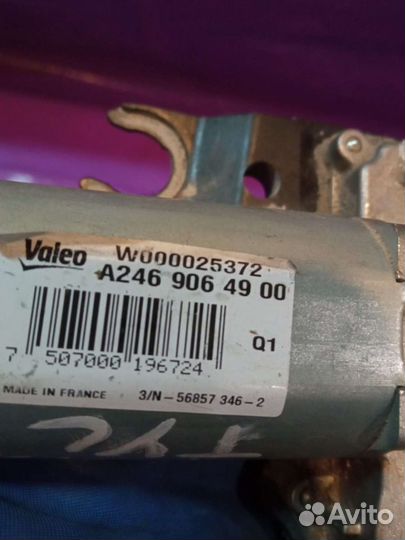 Valeo W000025372
A246 906 49 00
Q1
7 507000 196724
MADE IN FRANCE 3/N-56857 346-2
Avito